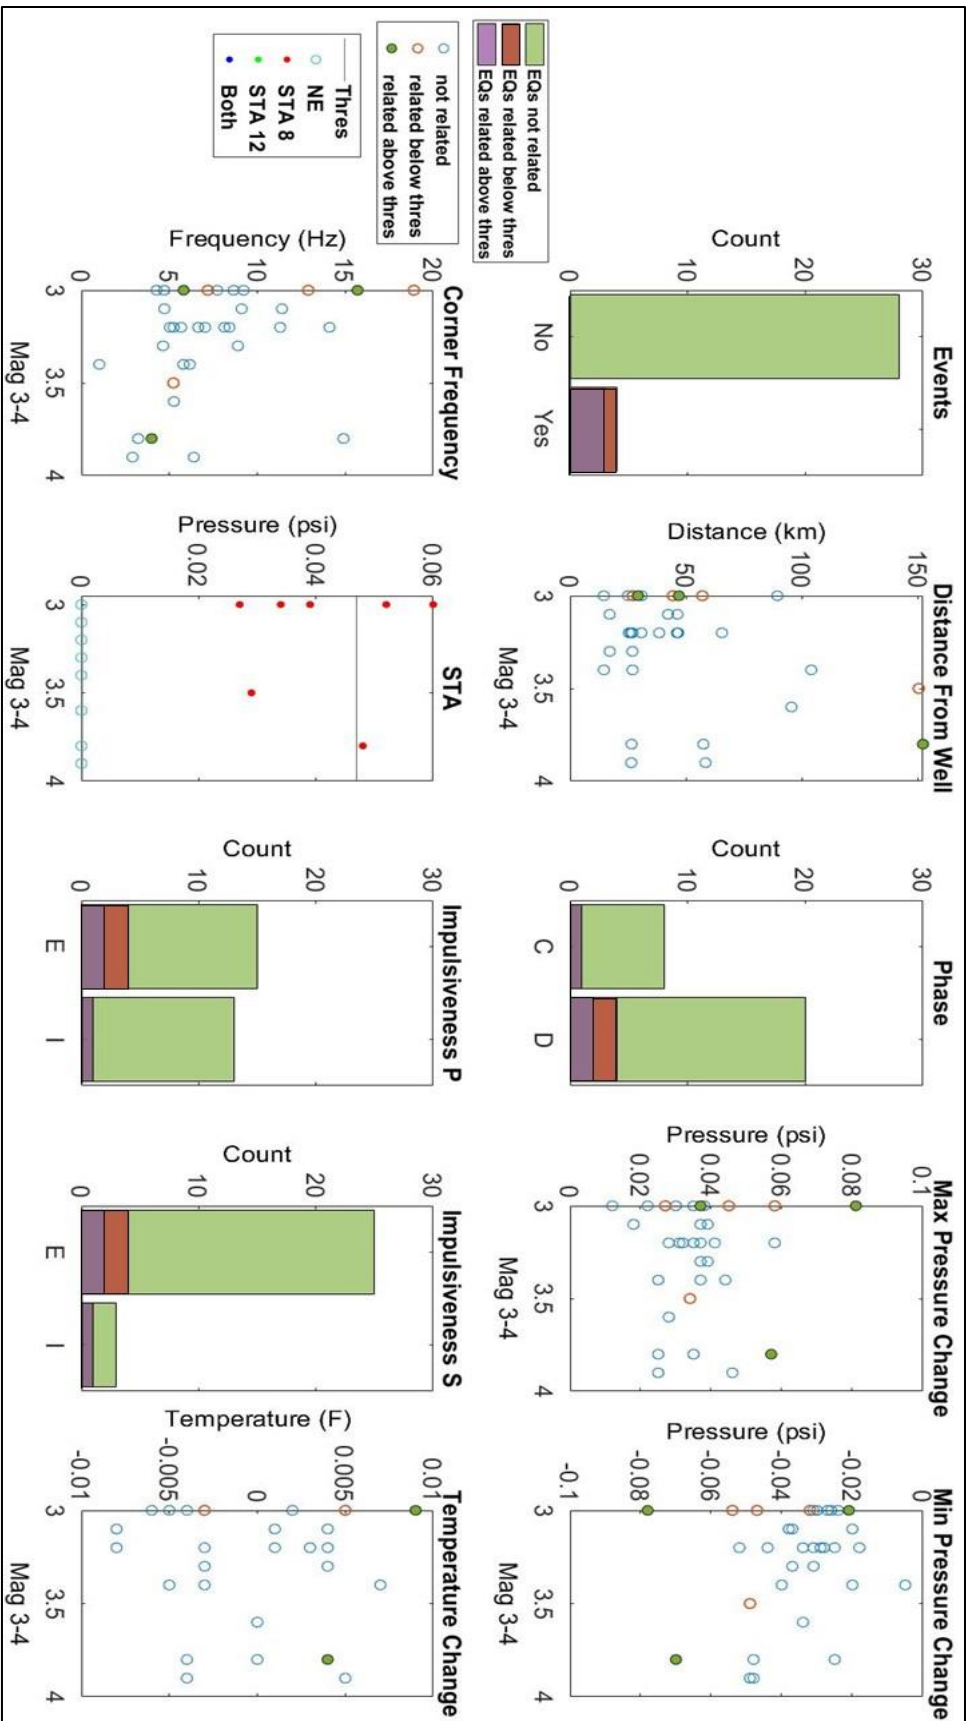 EQs not related
EQs related below thres
EQs related above thres
not related
related below thres
related above thres
Thres
NE
STA 8
STA 12
Both
Events
Count
0 10 20 30
No Yes
Distance From Well
Distance (km)
0 50 100 150
3 3.5 4
Mag 3-4
Phase
Count
0 10 20 30
C D
Max Pressure Change
Pressure (psi)
0 0.02 0.04 0.06 0.08 0.1
3 3.5 4
Mag 3-4
Min Pressure Change
Pressure (psi)
-0.1 -0.08 -0.06 -0.04 -0.02 0
3 3.5 4
Mag 3-4
Corner Frequency
Frequency (Hz)
0 5 10 15 20
3 3.5 4
Mag 3-4
STA
Pressure (psi)
0 0.02 0.04 0.06
3 3.5 4
Mag 3-4
Impulsiveness P
Count
0 10 20 30
E I
Impulsiveness S
Count
0 10 20 30
E I
Temperature Change
Temperature (F)
-0.01 -0.005 0 0.005 0.01
3 3.5 4
Mag 3-4